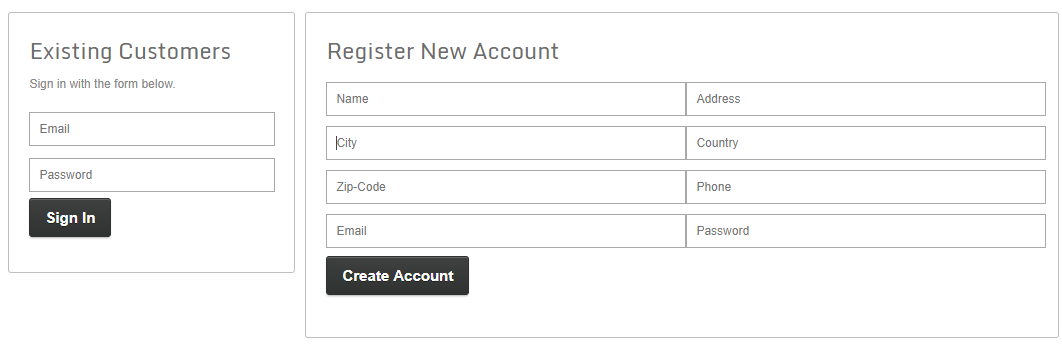 Existing Customers
Sign in with the form below.
Email
Password
Sign In
Register New Account
Name Address
City Country
Zip-Code Phone
Email Password
Create Account